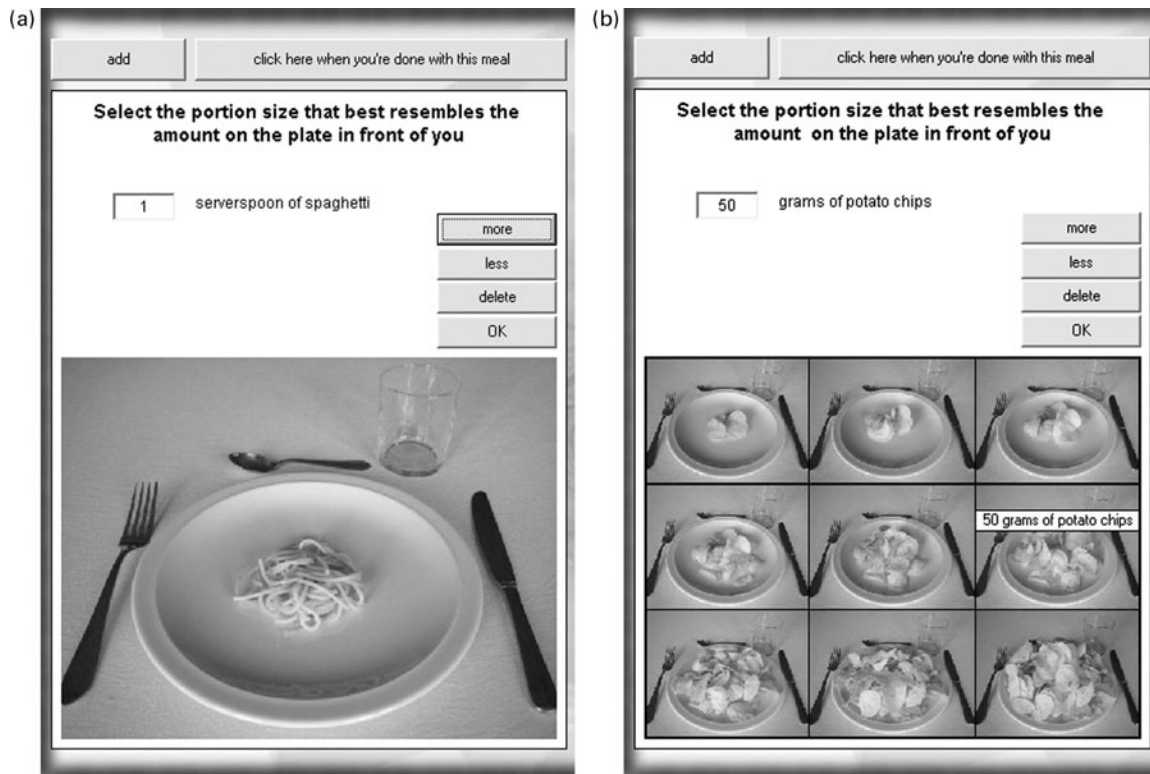 (a)
add
click here when you're done with this meal
Select the portion size that best resembles the
amount on the plate in front of you
1 serverspoon of spaghetti
more
less
delete
OK
(b)
add
click here when you're done with this meal
Select the portion size that best resembles the
amount on the plate in front of you
50 grams of potato chips
more
less
delete
OK
50 grams of potato chips